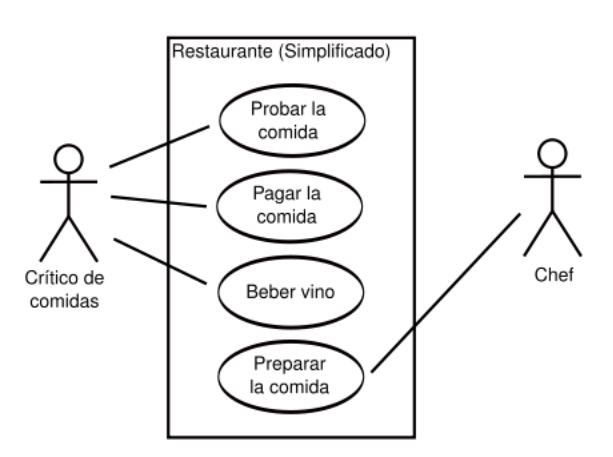 Restaurante (Simplificado)
Probar la
comida
Pagar la
comida
Beber vino
Preparar
la comida
Crítico de
comidas
Chef